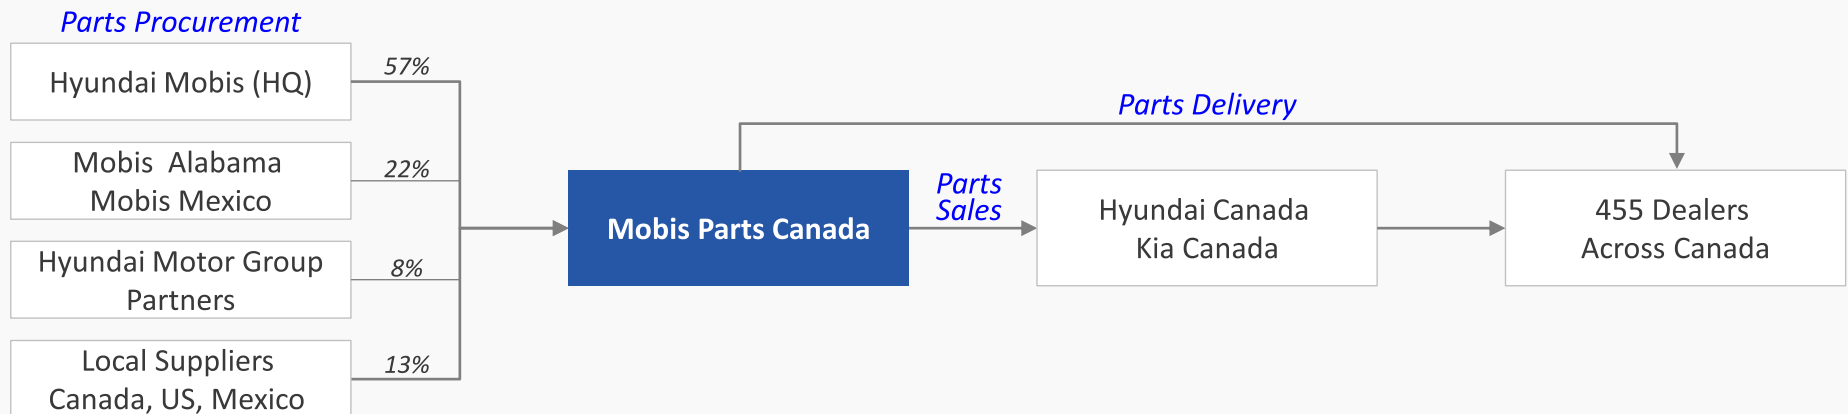 Parts Procurement
Hyundai Mobis (HQ)
57%
Mobis  Alabama
Mobis Mexico
22%
Hyundai Motor Group
Partners
8%
Local Suppliers
Canada, US, Mexico
13%
Mobis Parts Canada
Parts
Sales
Parts Delivery
Hyundai Canada
Kia Canada
455 Dealers
Across Canada